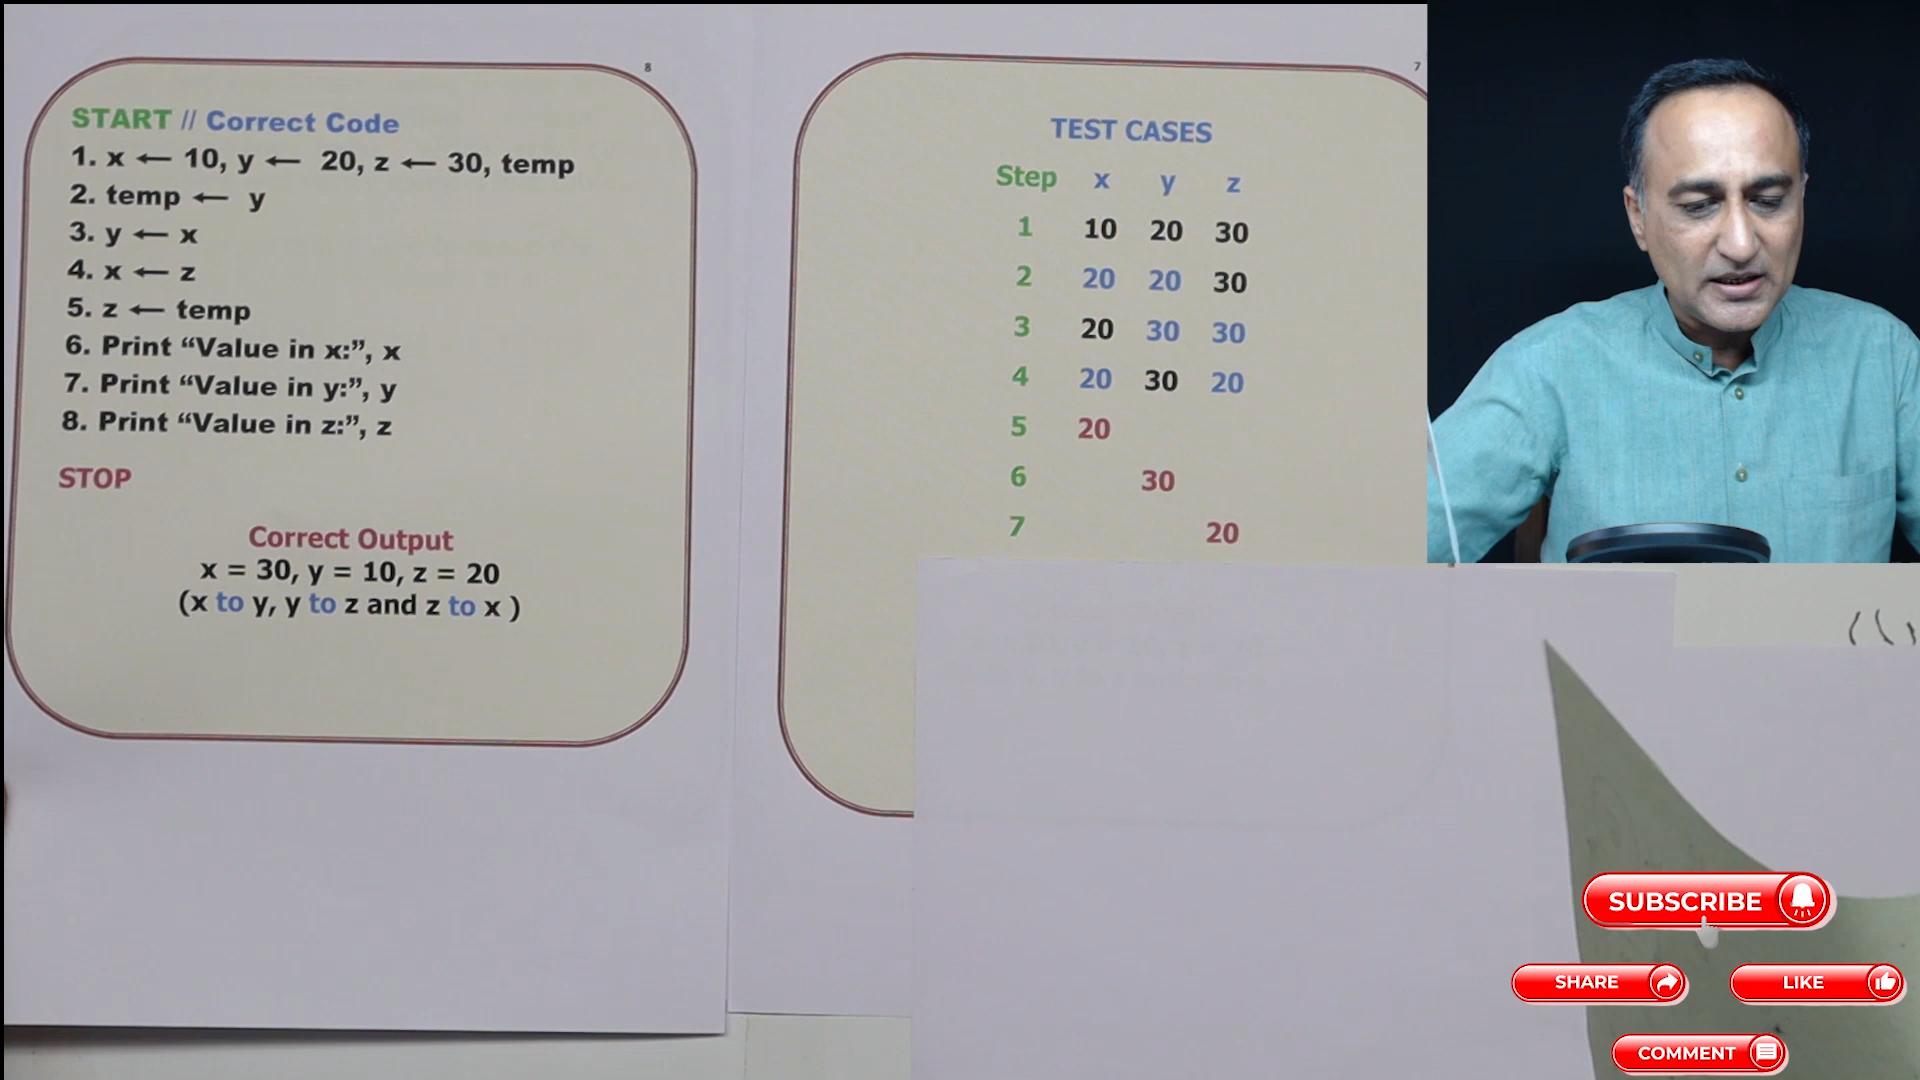 8
START // Correct Code
1. x ← 10, y ← 20, z ← 30, temp
2. temp ← y
3. y ← x
4. x ← z
5. z ← temp
6. Print “Value in x:”, x
7. Print “Value in y:”, y
8. Print “Value in z:”, z
STOP
Correct Output
x = 30, y = 10, z = 20
(x to y, y to z and z to x )
7
TEST CASES
Step x y z
1 10 20 30
2 20 20 30
3 20 30 30
4 20 30 20
5 20
6 30
7 20
SUBSCRIBE
SHARE
LIKE
COMMENT